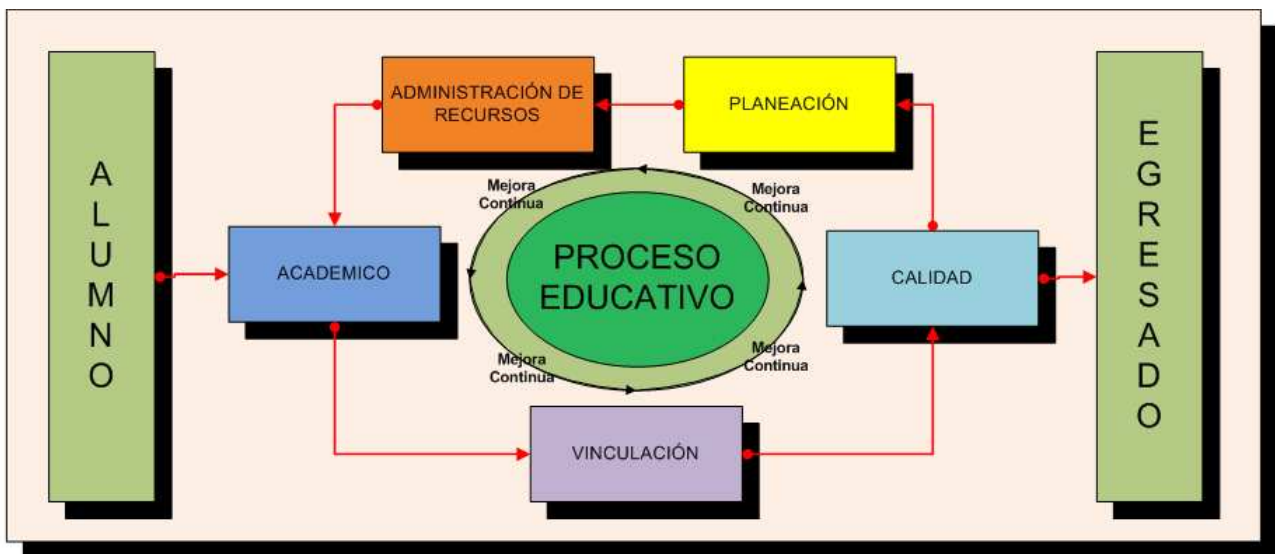 ALUMNO
ADMINISTRACIÓN DE
RECURSOS
PLANEACIÓN
Mejora
Continua
Mejora
Continua
ACADEMICO
PROCESO
EDUCATIVO
CALIDAD
Mejora
Continua
Mejora
Continua
VINCULACIÓN
EGRESADO